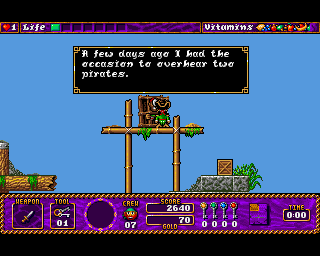 1 Life Vitamins
A few days ago I had the
occasion to overhear two
pirates.
WEAPON TOOL CREW SCORE TIME
2640 0:00
01 07 70 0 0 0 0
GOLD